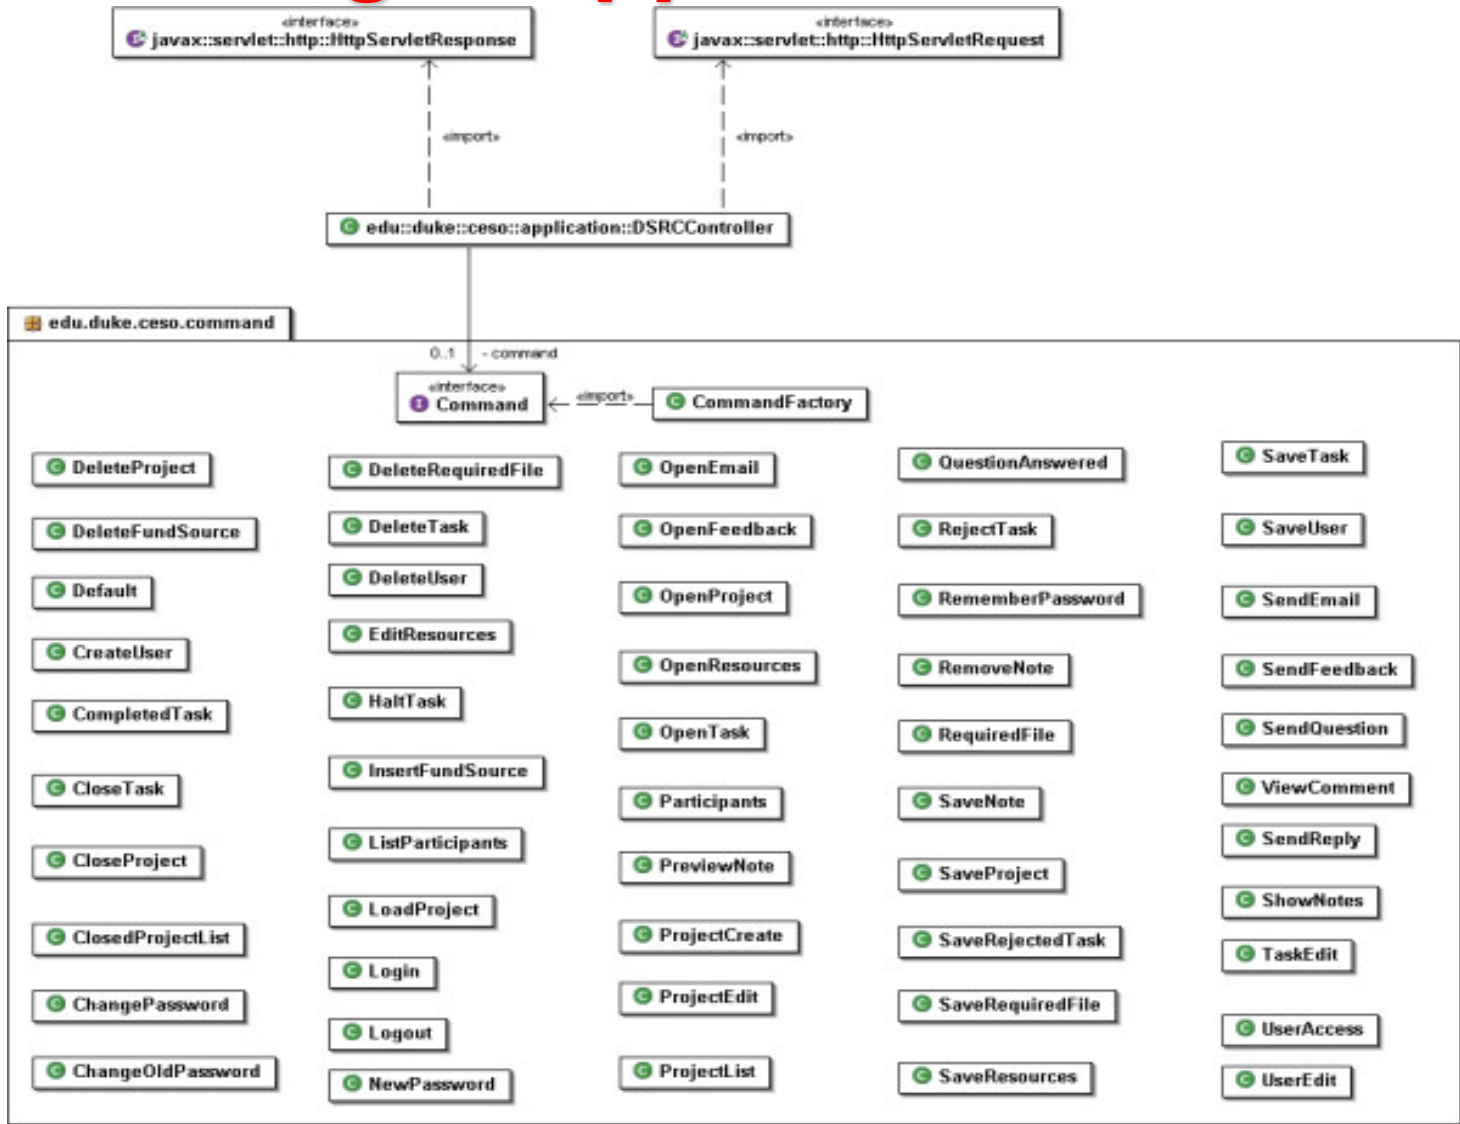 «interface»
javax::servlet::http::HttpServletResponse
«interface»
javax::servlet::http::HttpServletRequest
«import»
«import»
edu::duke::ceso::application::DSRCController
edu.duke.ceso.command
0..1 - command
«interface»
Command
«import»
CommandFactory
DeleteProject
DeleteFundSource
Default
CreateUser
CompletedTask
CloseTask
CloseProject
ClosedProjectList
ChangePassword
ChangeOldPassword
DeleteRequiredFile
DeleteTask
DeleteUser
EditResources
HaltTask
InsertFundSource
ListParticipants
LoadProject
Login
Logout
NewPassword
OpenEmail
OpenFeedback
OpenProject
OpenResources
OpenTask
Participants
PreviewNote
ProjectCreate
ProjectEdit
ProjectList
QuestionAnswered
RejectTask
RememberPassword
RemoveNote
RequiredFile
SaveNote
SaveProject
SaveRejectedTask
SaveRequiredFile
SaveResources
SaveTask
SaveUser
SendEmail
SendFeedback
SendQuestion
ViewComment
SendReply
ShowNotes
TaskEdit
UserAccess
UserEdit